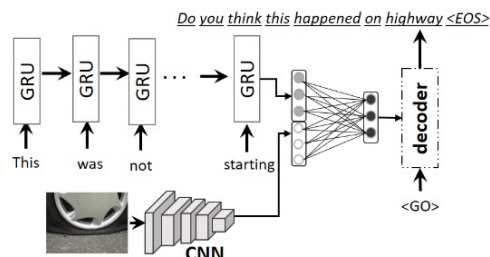 Do you think this happened on highway <EOS>
GRU
GRU
GRU
...
GRU
This
was
not
starting
decoder
<GO>
CNN